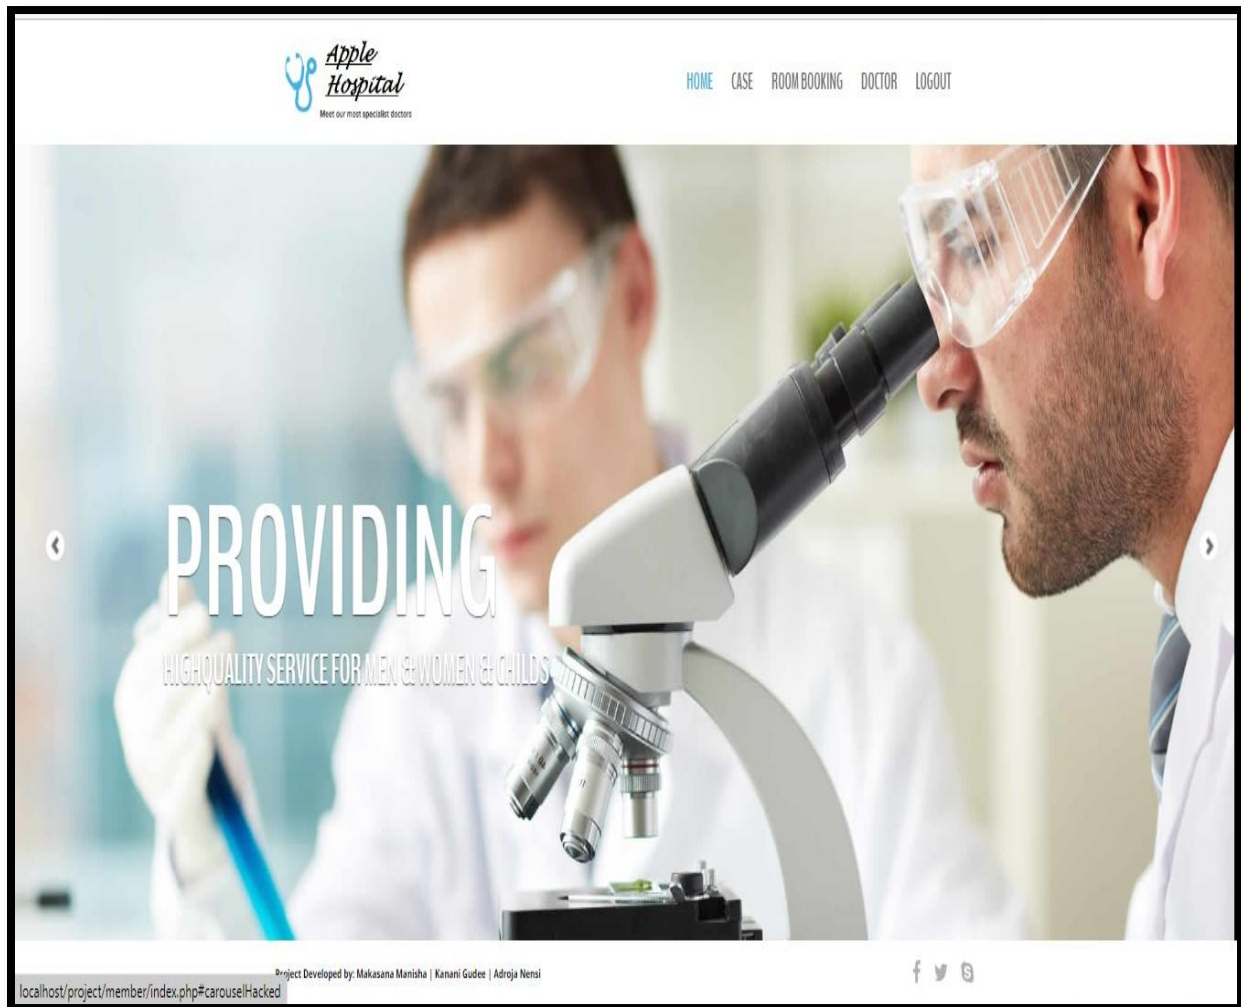 Apple
Hospital
Meet our most specialist doctors
HOME CASE ROOM BOOKING DOCTOR LOGOUT
PROVIDING
HIGHQUALITY SERVICE FOR MEN & WOMEN & CHILDS
Project Developed by: Makasana Manisha | Kanani Gudee | Adroja Nensi
localhost/project/member/index.php#carouselHacked